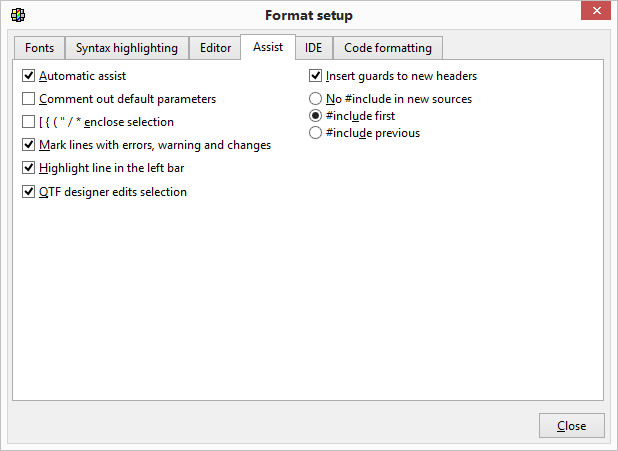 Format setup
Fonts
Syntax highlighting
Editor
Assist
IDE
Code formatting
Automatic assist
Comment out default parameters
[ { ( " / * enclose selection
Mark lines with errors, warning and changes
Highlight line in the left bar
QTF designer edits selection
Insert guards to new headers
No #include in new sources
#include first
#include previous
Close